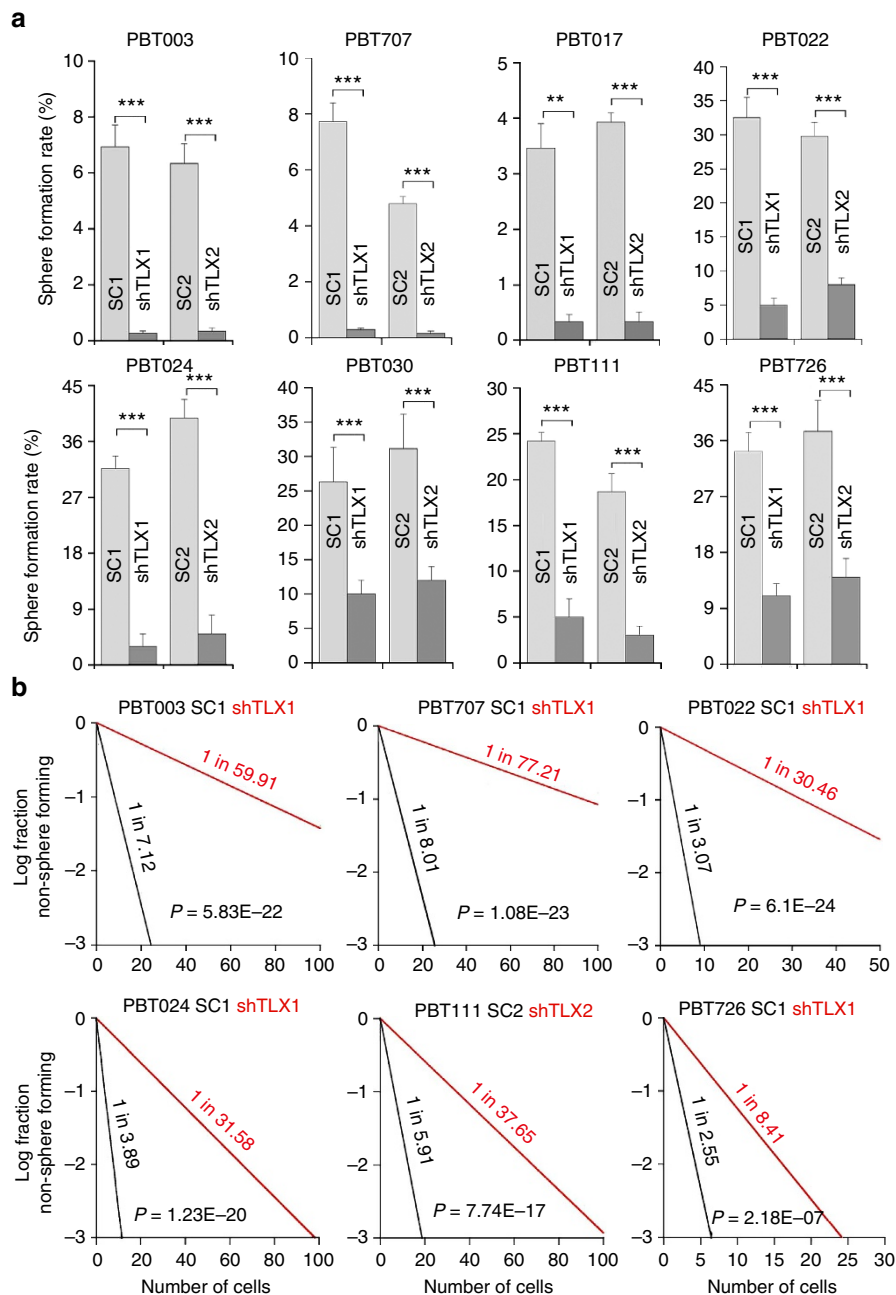 a
PBT003
PBT707
PBT017
PBT022
Sphere formation rate (%)
10
8
6
4
2
0
***
***
SC1
shTLX1
SC2
shTLX2
10
8
6
4
2
0
***
***
SC1
shTLX1
SC2
shTLX2
5
4
3
2
1
0
**
***
SC1
shTLX1
SC2
shTLX2
40
35
30
25
20
15
10
5
0
***
***
SC1
shTLX1
SC2
shTLX2
PBT024
PBT030
PBT111
PBT726
Sphere formation rate (%)
45
36
27
18
9
0
***
***
SC1
shTLX1
SC2
shTLX2
40
35
30
25
20
15
10
5
0
***
***
SC1
shTLX1
SC2
shTLX2
30
25
20
15
10
5
0
***
***
SC1
shTLX1
SC2
shTLX2
45
36
27
18
9
0
***
***
SC1
shTLX1
SC2
shTLX2
b
PBT003 SC1 shTLX1
Log fraction
non-sphere forming
0
−1
−2
−3
1 in 59.91
1 in 7.12
P = 5.83E–22
0 20 40 60 80 100
PBT707 SC1 shTLX1
0
−1
−2
−3
1 in 77.21
1 in 8.01
P = 1.08E–23
0 20 40 60 80 100
PBT022 SC1 shTLX1
0
−1
−2
−3
1 in 30.46
1 in 3.07
P = 6.1E–24
0 10 20 30 40 50
PBT024 SC1 shTLX1
Log fraction
non-sphere forming
0
−1
−2
−3
1 in 31.58
1 in 3.89
P = 1.23E–20
0 20 40 60 80 100
Number of cells
PBT111 SC2 shTLX2
0
−1
−2
−3
1 in 37.65
1 in 5.91
P = 7.74E–17
0 20 40 60 80 100
Number of cells
PBT726 SC1 shTLX1
0
−1
−2
−3
1 in 8.41
1 in 2.55
P = 2.18E–07
0 5 10 15 20 25 30
Number of cells